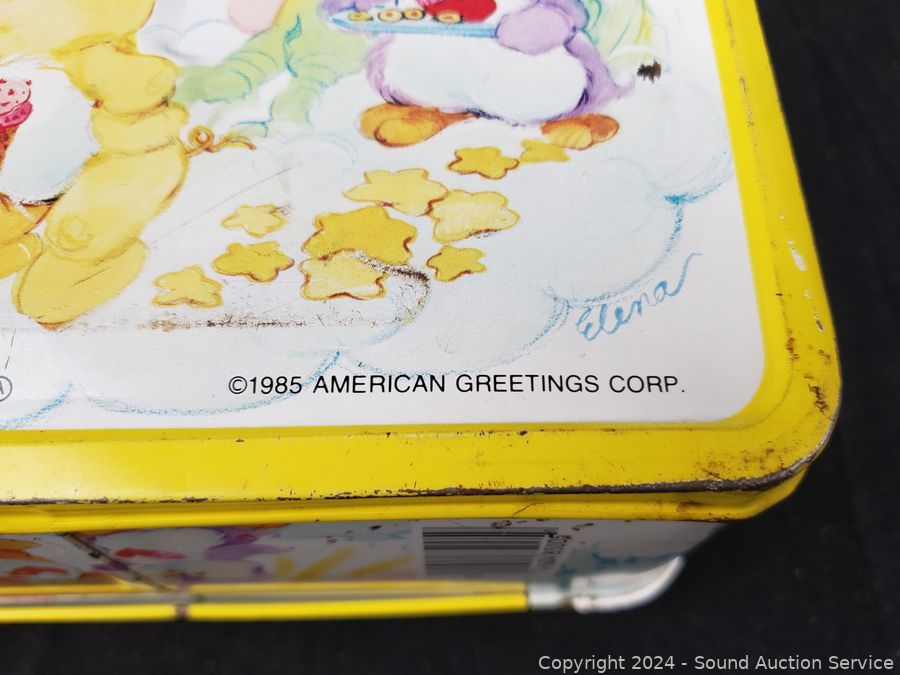 Elena
©1985 AMERICAN GREETINGS CORP.
Copyright 2024 - Sound Auction Service